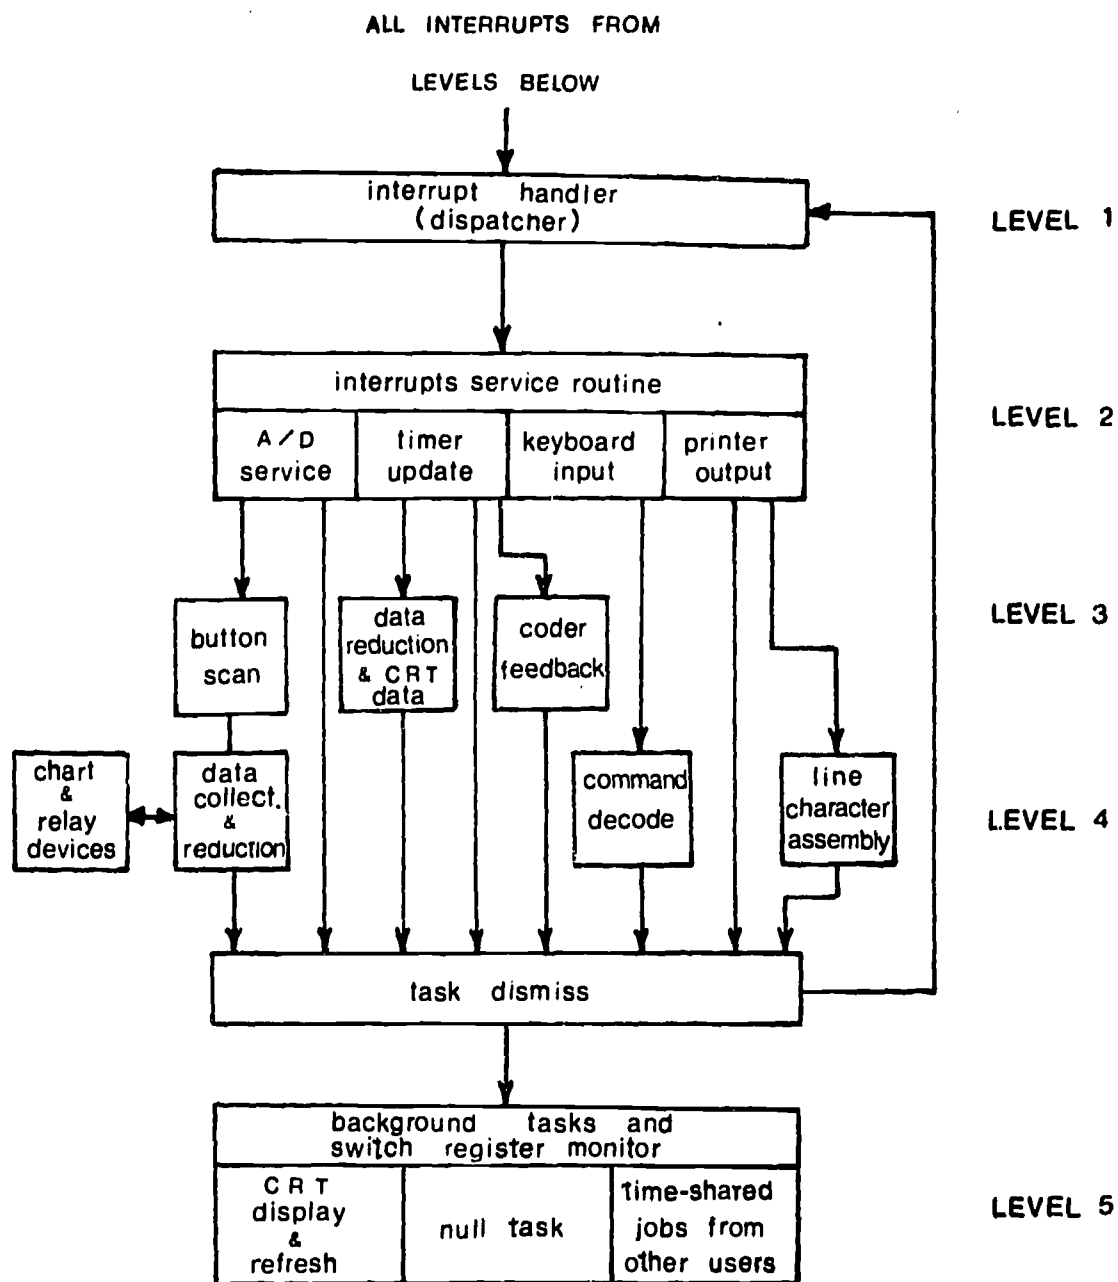 ALL INTERRUPTS FROM
LEVELS BELOW
interrupt handler
(dispatcher)
LEVEL 1
interrupts service routine
LEVEL 2
A/D
service
timer
update
keyboard
input
printer
output
button
scan
data
reduction
& CRT
data
coder
feedback
LEVEL 3
chart
&
relay
devices
data
collect.
&
reduction
command
decode
line
character
assembly
LEVEL 4
task dismiss
background tasks and
switch register monitor
CRT
display
&
refresh
null task
time-shared
jobs from
other users
LEVEL 5